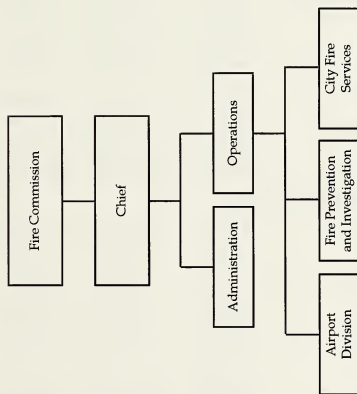 Fire Commission
Chief
Administration
Operations
Airport
Division
Fire Prevention
and Investigation
City Fire
Services